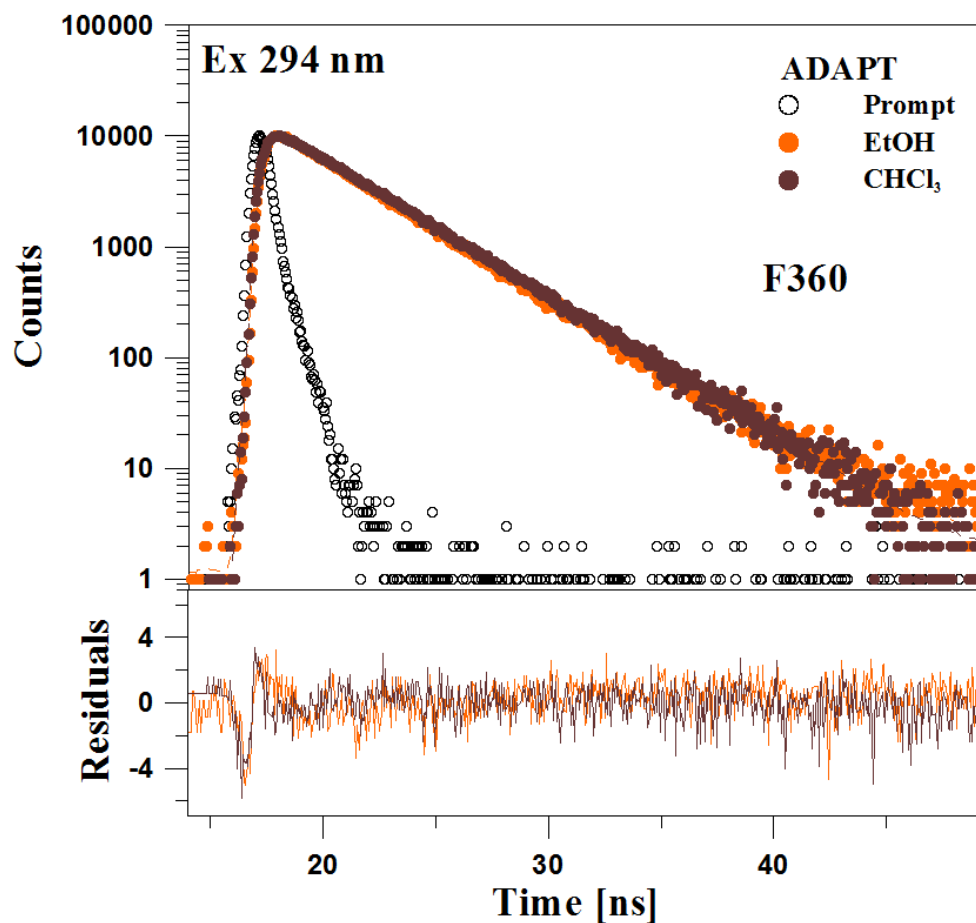 100000
Ex 294 nm
ADAPT
Prompt
EtOH
CHCl₃
10000
1000
F360
100
10
1
Counts
4
0
-4
Residuals
20
30
40
Time [ns]